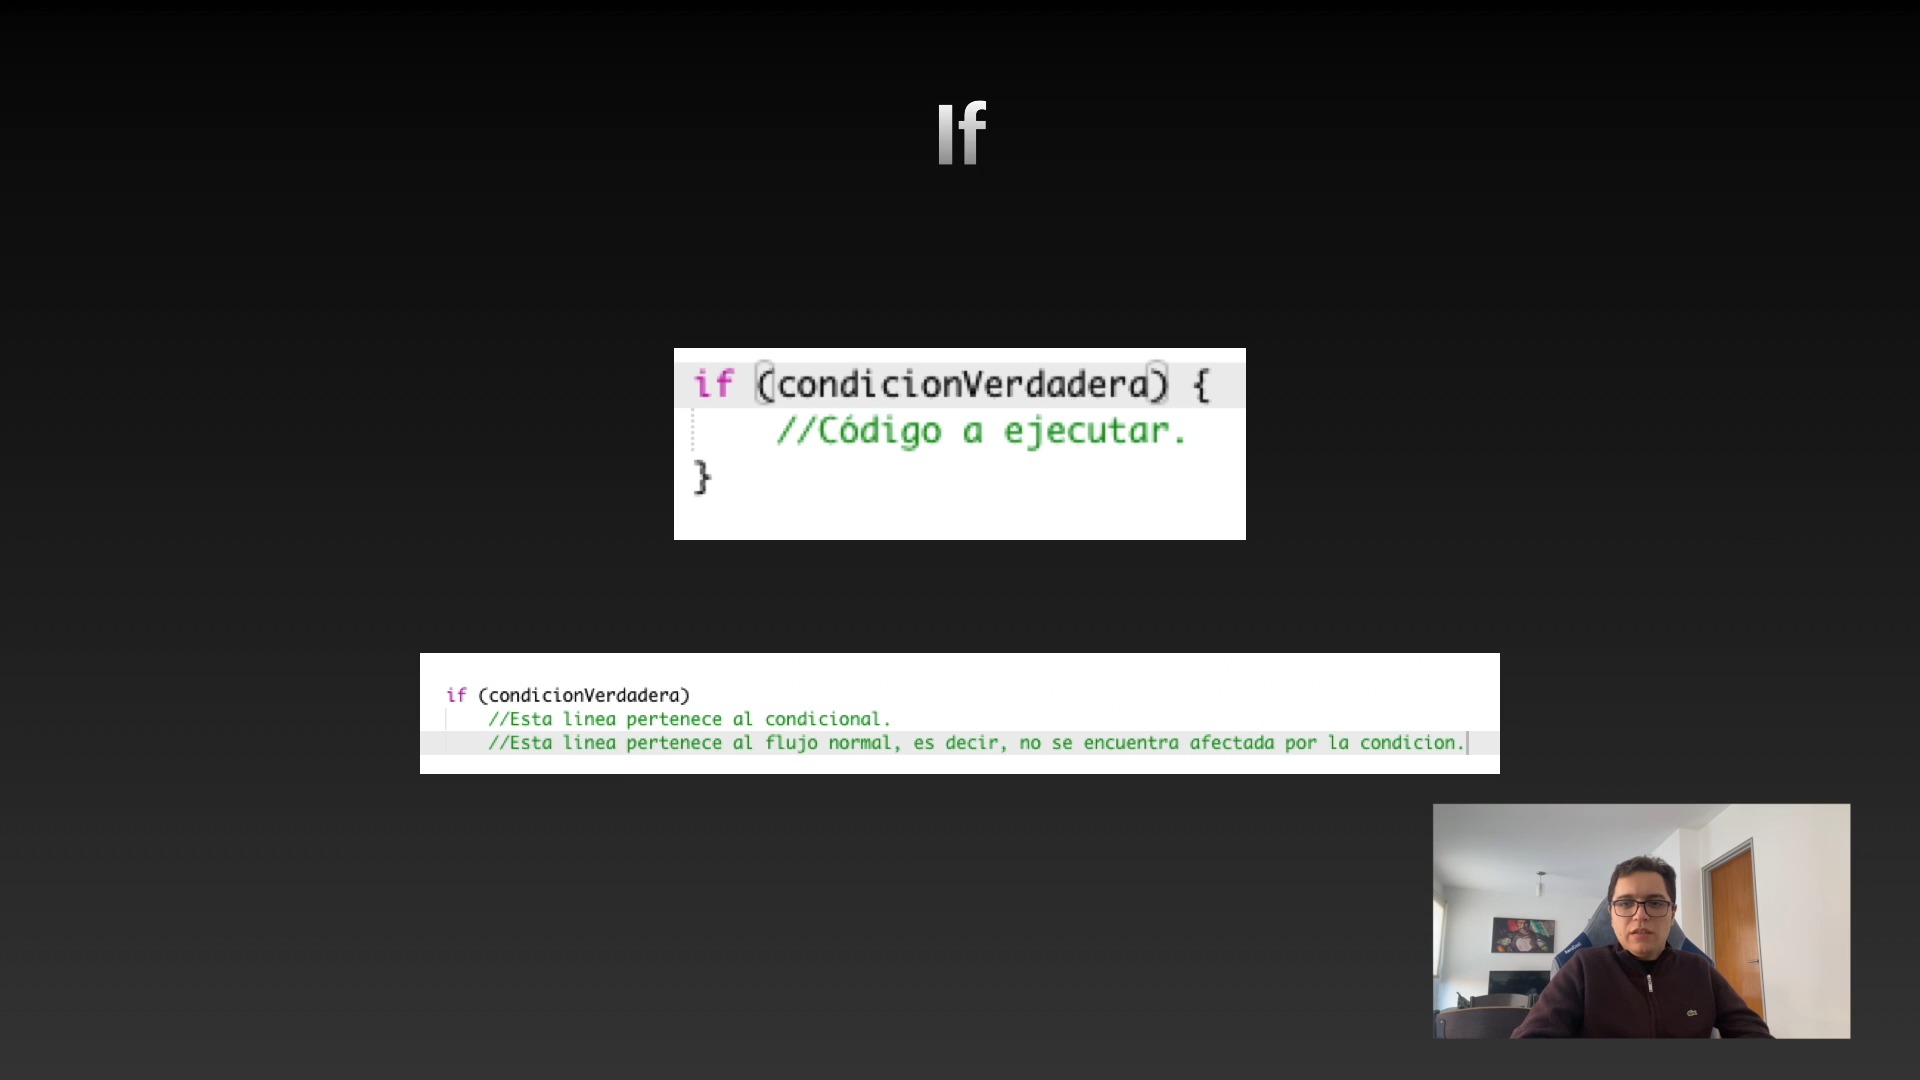 If
if (condicionVerdadera) {
//Código a ejecutar.
}
if (condicionVerdadera)
//Esta linea pertenece al condicional.
//Esta linea pertenece al flujo normal, es decir, no se encuentra afectada por la condicion.